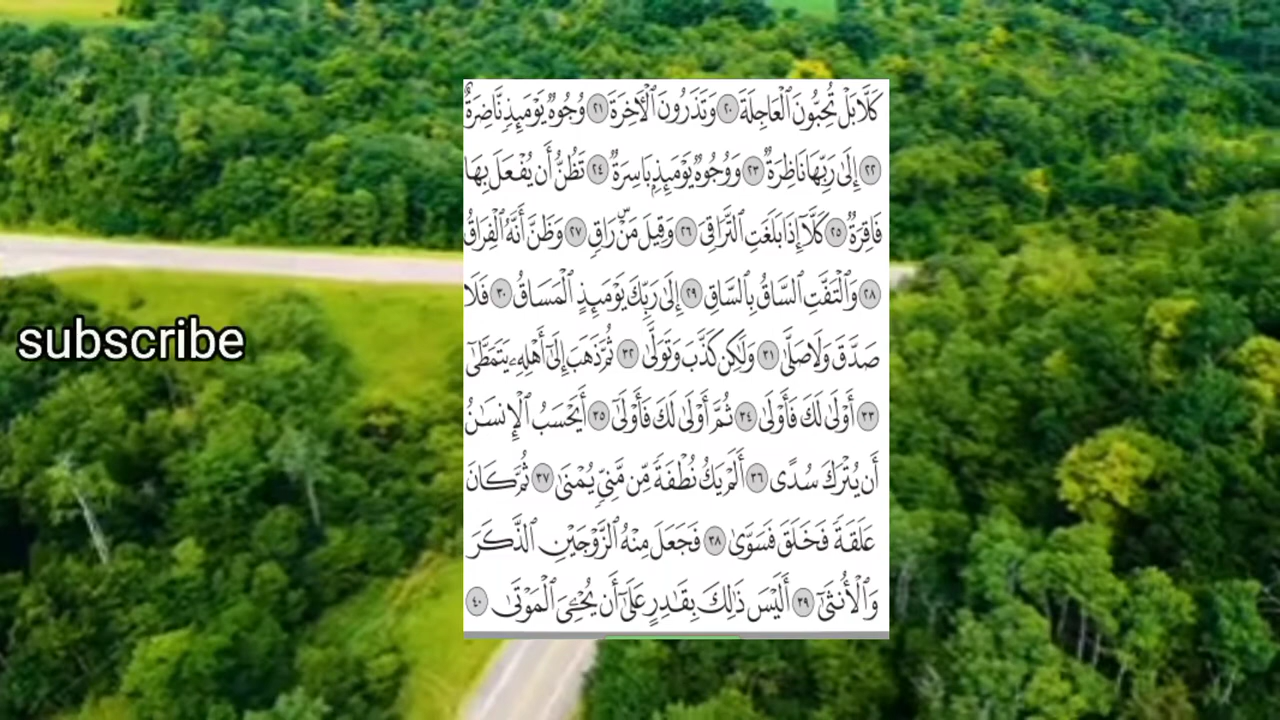 subscribe
كَلَّا بَلْ تُحِبُّونَ ٱلْعَاجِلَةَ ٢٠ وَتَذَرُونَ ٱلْأَخِرَةَ ٢١ وُجُوهٌ يَوْمَئِذٍ نَّاضِرَةٌ
٢٢ إِلَىٰ رَبِّهَا نَاظِرَةٌ ٢٣ وَوُجُوهٌ يَوْمَئِذٍۭ بَاسِرَةٌ ٢٤ تَظُنُّ أَن يُفْعَلَ بِهَا
فَاقِرَةٌ ٢٥ كَلَّآ إِذَا بَلَغَتِ ٱلتَّرَاقِىَ ٢٦ وَقِيلَ مَنْ ۜ رَاقٍ ٢٧ وَظَنَّ أَنَّهُ ٱلْفِرَاقُ
٢٨ وَٱلْتَفَّتِ ٱلسَّاقُ بِٱلسَّاقِ ٢٩ إِلَىٰ رَبِّكَ يَوْمَئِذٍ ٱلْمَسَاقُ ٣٠ فَلَا
صَدَّقَ وَلَا صَلَّىٰ ٣١ وَلَٰكِن كَذَّبَ وَتَوَلَّىٰ ٣٢ ثُمَّ ذَهَبَ إِلَىٰٓ أَهْلِهِۦ يَتَمَطَّىٰٓ
٣٣ أَوْلَىٰ لَكَ فَأَوْلَىٰ ٣٤ ثُمَّ أَوْلَىٰ لَكَ فَأَوْلَىٰٓ ٣٥ أَيَحْسَبُ ٱلْإِنسَٰنُ
أَن يُتْرَكَ سُدًى ٣٦ أَلَمْ يَكُ نُطْفَةً مِّن مَّنِىٍّ يُمْنَىٰ ٣٧ ثُمَّ كَانَ
عَلَقَةً فَخَلَقَ فَسَوَّىٰ ٣٨ فَجَعَلَ مِنْهُ ٱلزَّوْجَيْنِ ٱلذَّكَرَ
وَٱلْأُنثَىٰٓ ٣٩ أَلَيْسَ ذَٰلِكَ بِقَٰدِرٍ عَلَىٰٓ أَن يُحْـِۧىَ ٱلْمَوْتَىٰ ٤٠